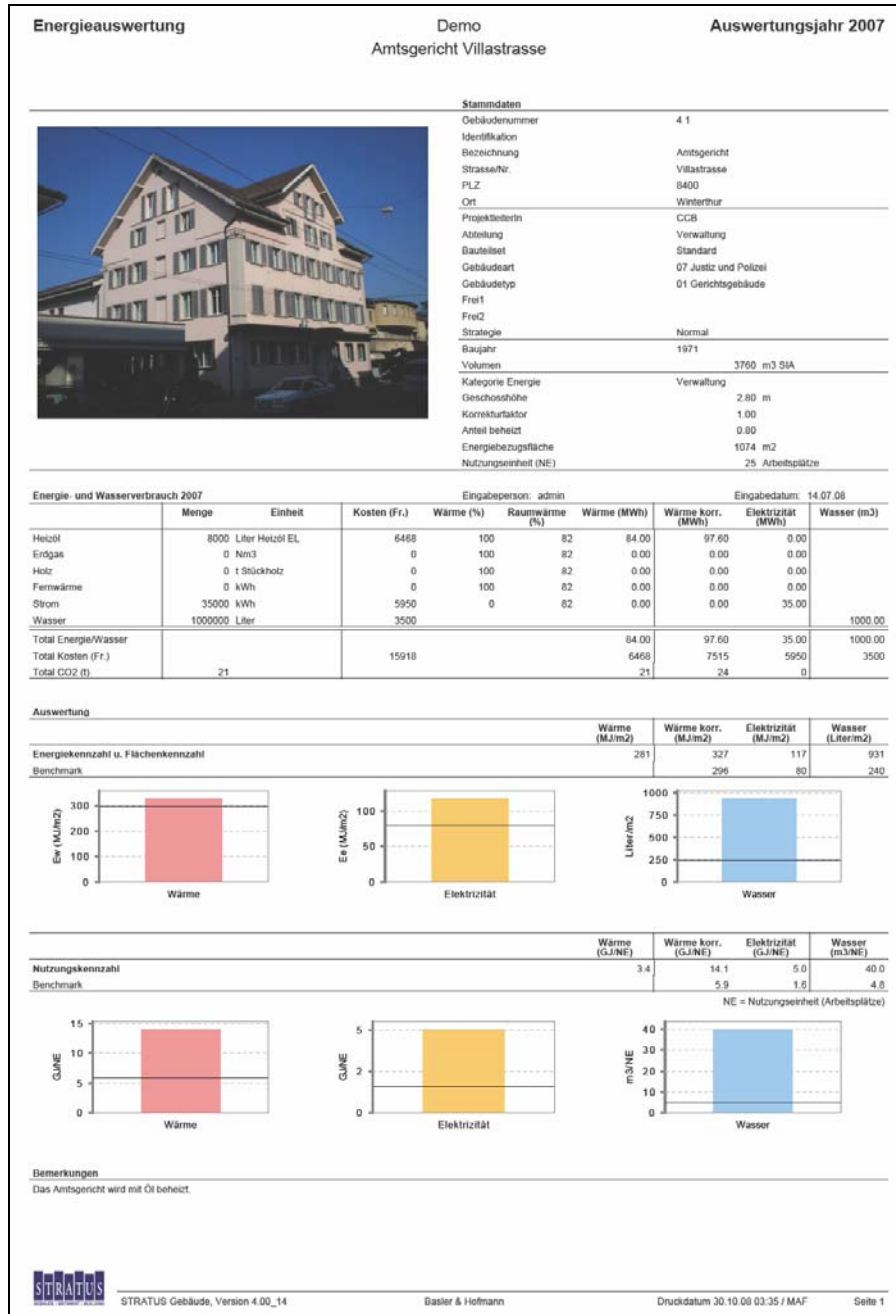 Energieauswertung Demo Auswertungsjahr 2007
Amtsgericht Villastrasse
Stammdaten
Gebäudenummer 4 1
Identifikation
Bezeichnung Amtsgericht
Strasse/Nr. Villastrasse
PLZ 8400
Ort Winterthur
ProjektleiterIn CCB
Abteilung Verwaltung
Bauteilset Standard
Gebäudeart 07 Justiz und Polizei
Gebäudetyp 01 Gerichtsgebäude
Frei1
Frei2
Strategie Normal
Baujahr 1971
Volumen 3760 m3 SIA
Kategorie Energie Verwaltung
Geschosshöhe 2.80 m
Korrekturfaktor 1.00
Anteil beheizt 0.80
Energiebezugsfläche 1074 m2
Nutzungseinheit (NE) 25 Arbeitsplätze
Energie- und Wasserverbrauch 2007 Eingabeperson: admin Eingabedatum: 14.07.08
Menge Einheit Kosten (Fr.) Wärme (%) Raumwärme (%) Wärme (MWh) Wärme korr. (MWh) Elektrizität (MWh) Wasser (m3)
Heizöl 8000 Liter Heizöl EL 6468 100 82 84.00 97.60 0.00
Erdgas 0 Nm3 0 100 82 0.00 0.00 0.00
Holz 0 t Stückholz 0 100 82 0.00 0.00 0.00
Fernwärme 0 kWh 0 100 82 0.00 0.00 0.00
Strom 35000 kWh 5950 0 82 0.00 0.00 35.00
Wasser 1000000 Liter 3500 1000.00
Total Energie/Wasser 84.00 97.60 35.00 1000.00
Total Kosten (Fr.) 15918 6468 7515 5950 3500
Total CO2 (t) 21 21 24 0
Auswertung
Wärme (MJ/m2) Wärme korr. (MJ/m2) Elektrizität (MJ/m2) Wasser (Liter/m2)
Energiekennzahl u. Flächenkennzahl 281 327 117 931
Benchmark 296 80 240
Ew (MJ/m2) 300 200 100 0 Wärme
Ee (MJ/m2) 100 50 0 Elektrizität
Liter/m2 1000 750 500 250 0 Wasser
Wärme (GJ/NE) Wärme korr. (GJ/NE) Elektrizität (GJ/NE) Wasser (m3/NE)
Nutzungskennzahl 3.4 14.1 5.0 40.0
Benchmark 5.9 1.6 4.8
NE = Nutzungseinheit (Arbeitsplätze)
GJ/NE 15 10 5 0 Wärme
GJ/NE 5 2 0 Elektrizität
m3/NE 40 30 20 10 0 Wasser
Bemerkungen
Das Amtsgericht wird mit Öl beheizt.
STRATUS
STRATUS Gebäude, Version 4.00_14 Basler & Hofmann Druckdatum 30.10.08 03:35 / MAF Seite 1